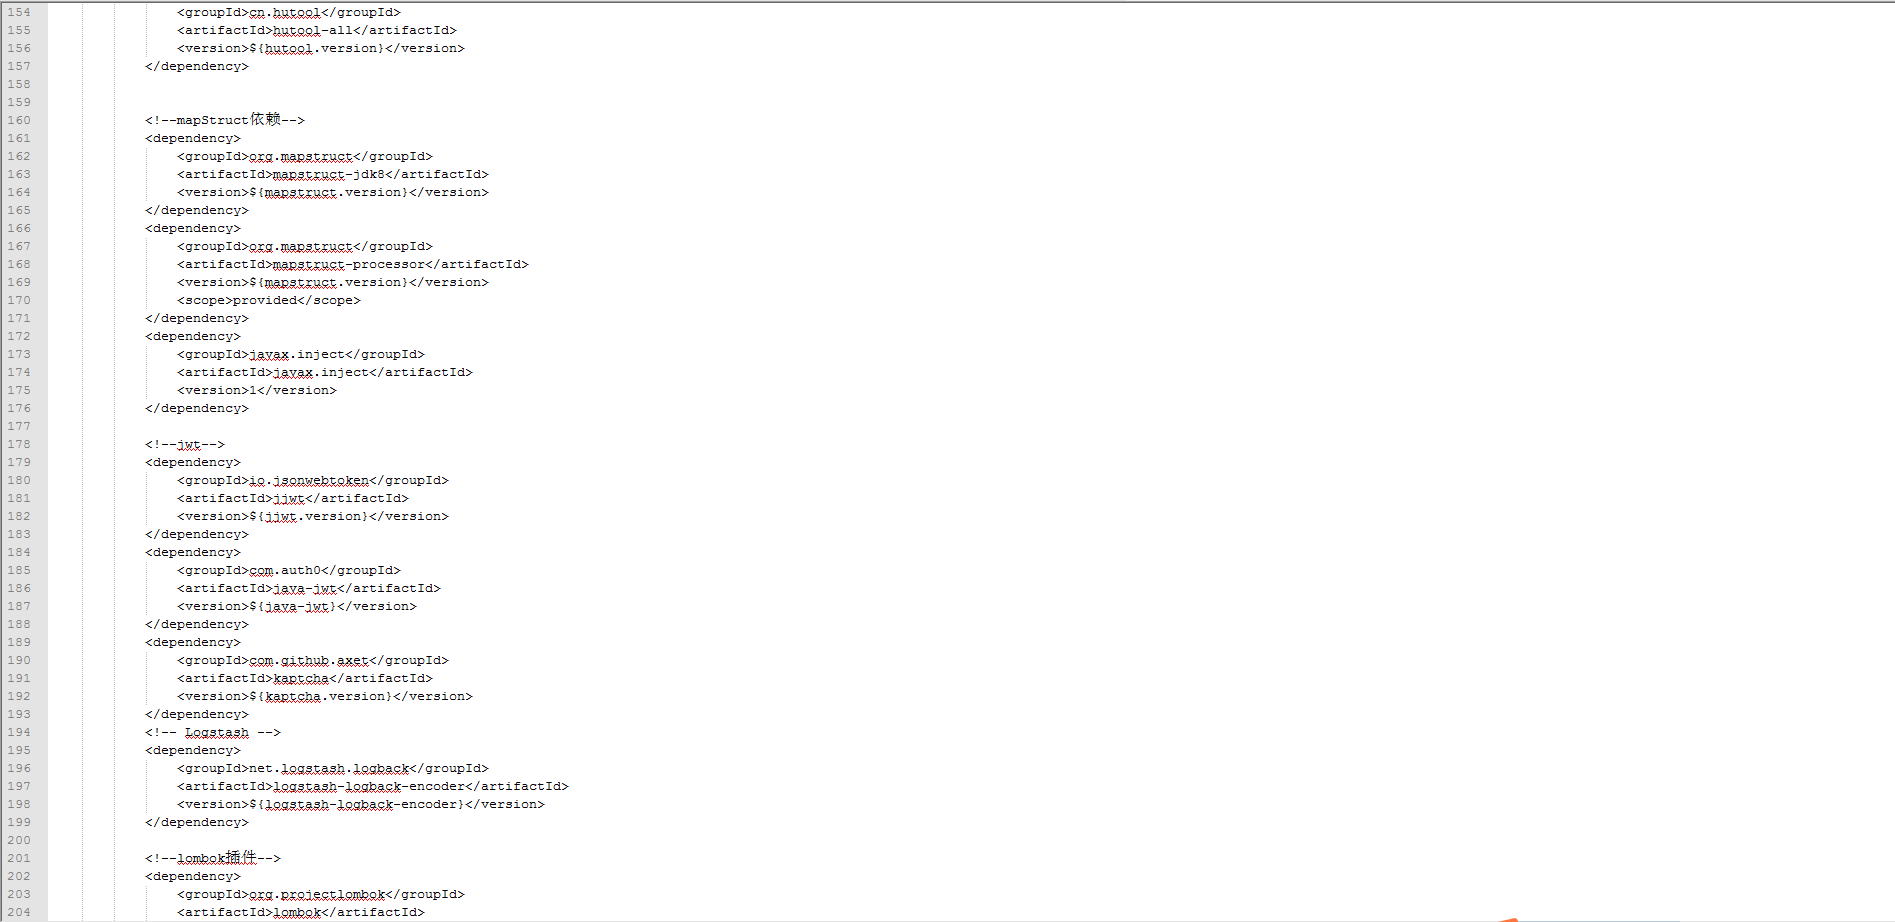 154 <groupId>cn.hutool</groupId>
155 <artifactId>hutool-all</artifactId>
156 <version>${hutool.version}</version>
157 </dependency>
158
159
160 <!--mapStruct依赖-->
161 <dependency>
162 <groupId>org.mapstruct</groupId>
163 <artifactId>mapstruct-jdk8</artifactId>
164 <version>${mapstruct.version}</version>
165 </dependency>
166 <dependency>
167 <groupId>org.mapstruct</groupId>
168 <artifactId>mapstruct-processor</artifactId>
169 <version>${mapstruct.version}</version>
170 <scope>provided</scope>
171 </dependency>
172 <dependency>
173 <groupId>javax.inject</groupId>
174 <artifactId>javax.inject</artifactId>
175 <version>1</version>
176 </dependency>
177
178 <!--jwt-->
179 <dependency>
180 <groupId>io.jsonwebtoken</groupId>
181 <artifactId>jjwt</artifactId>
182 <version>${jjwt.version}</version>
183 </dependency>
184 <dependency>
185 <groupId>com.auth0</groupId>
186 <artifactId>java-jwt</artifactId>
187 <version>${java-jwt}</version>
188 </dependency>
189 <dependency>
190 <groupId>com.github.axet</groupId>
191 <artifactId>kaptcha</artifactId>
192 <version>${kaptcha.version}</version>
193 </dependency>
194 <!-- Logstash -->
195 <dependency>
196 <groupId>net.logstash.logback</groupId>
197 <artifactId>logstash-logback-encoder</artifactId>
198 <version>${logstash-logback-encoder}</version>
199 </dependency>
200
201 <!--lombok插件-->
202 <dependency>
203 <groupId>org.projectlombok</groupId>
204 <artifactId>lombok</artifactId>